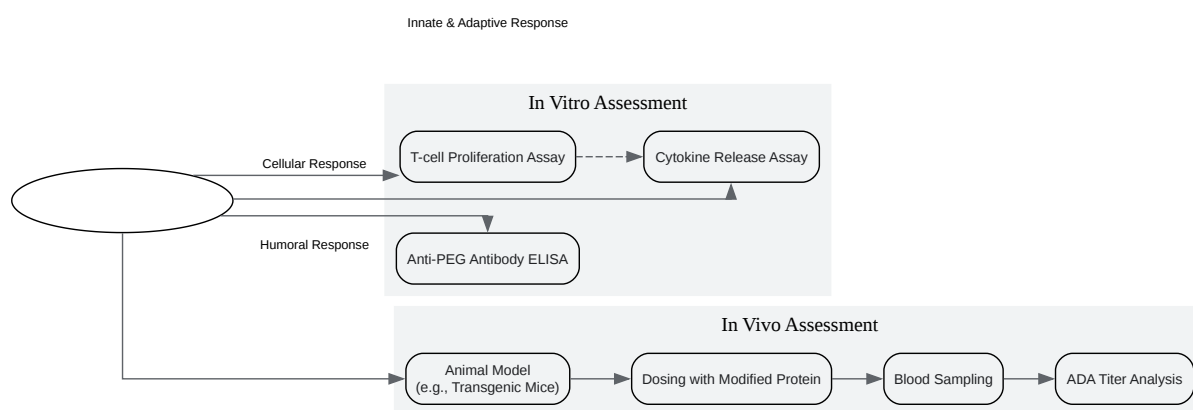 Innate & Adaptive Response
In Vitro Assessment
T-cell Proliferation Assay
Cytokine Release Assay
Cellular Response
Humoral Response
Anti-PEG Antibody ELISA
In Vivo Assessment
Animal Model
(e.g., Transgenic Mice)
Dosing with Modified Protein
Blood Sampling
ADA Titer Analysis